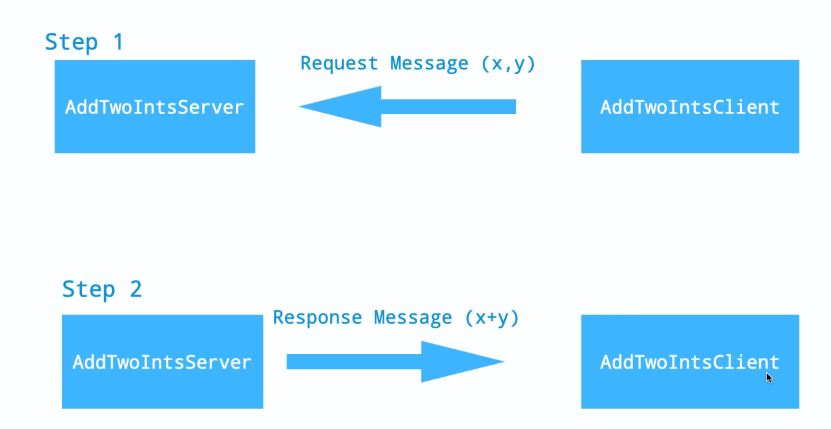 Step 1
Request Message (x,y)
AddTwoIntsServer
AddTwoIntsClient
Step 2
Response Message (x+y)
AddTwoIntsServer
AddTwoIntsClient